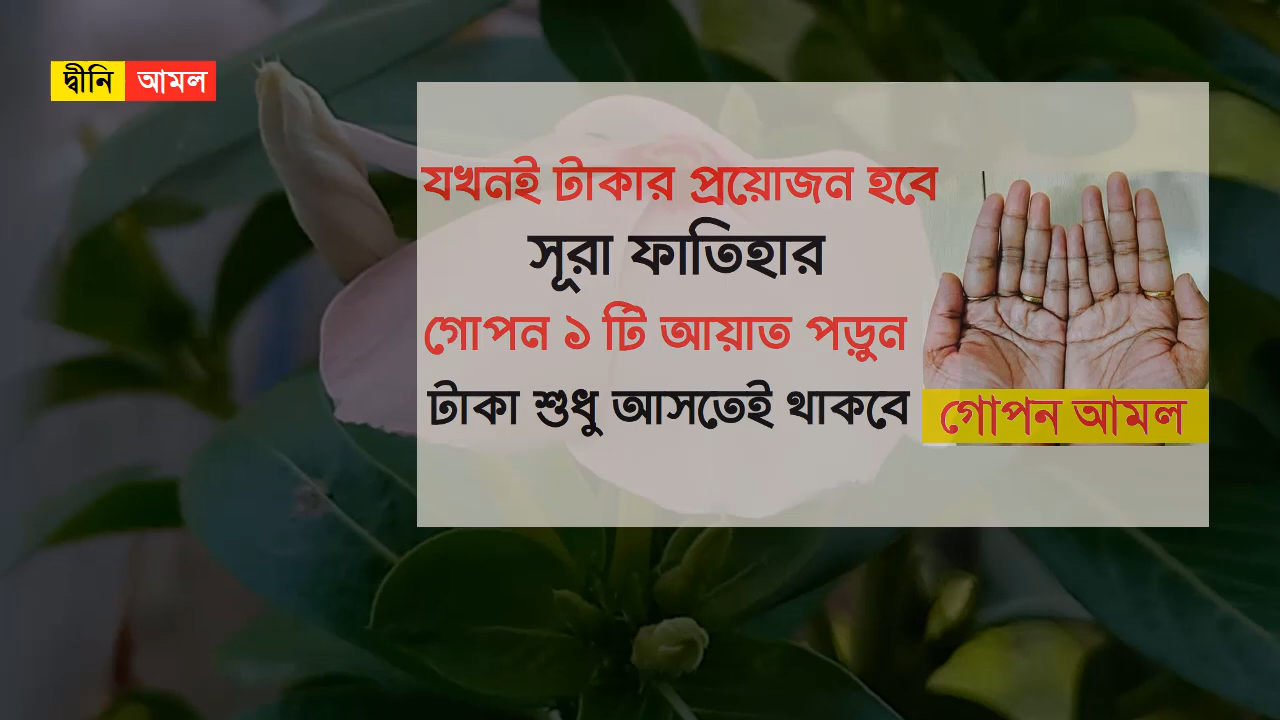 দ্বীনি আমল
যখনই টাকার প্রয়োজন হবে
সূরা ফাতিহার
গোপন ১ টি আয়াত পড়ুন
টাকা শুধু আসতেই থাকবে
গোপন আমল